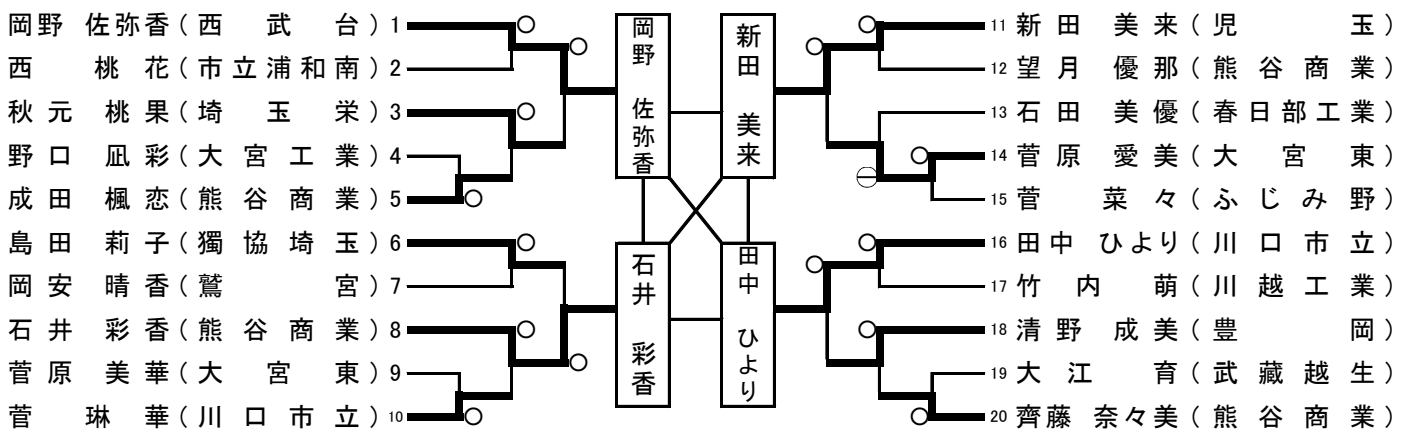 岡野 佐弥香(西武台) 1
西 桃花(市立浦和南) 2
秋元 桃果(埼玉栄) 3
野口 凪彩(大宮工業) 4
成田 楓恋(熊谷商業) 5
島田 莉子(獨協埼玉) 6
岡安 晴香(鷲宮) 7
石井 彩香(熊谷商業) 8
菅原 美華(大宮東) 9
菅 琳華(川口市立) 10
岡野 佐弥香
新田 美来
石井 彩香
田中 ひより
11 新田 美来(児玉)
12 望月 優那(熊谷商業)
13 石田 美優(春日部工業)
14 菅原 愛美(大宮東)
15 菅 菜々(ふじみ野)
16 田中 ひより(川口市立)
17 竹内 萌(川越工業)
18 清野 成美(豊岡)
19 大江 育(武蔵越生)
20 齊藤 奈々美(熊谷商業)